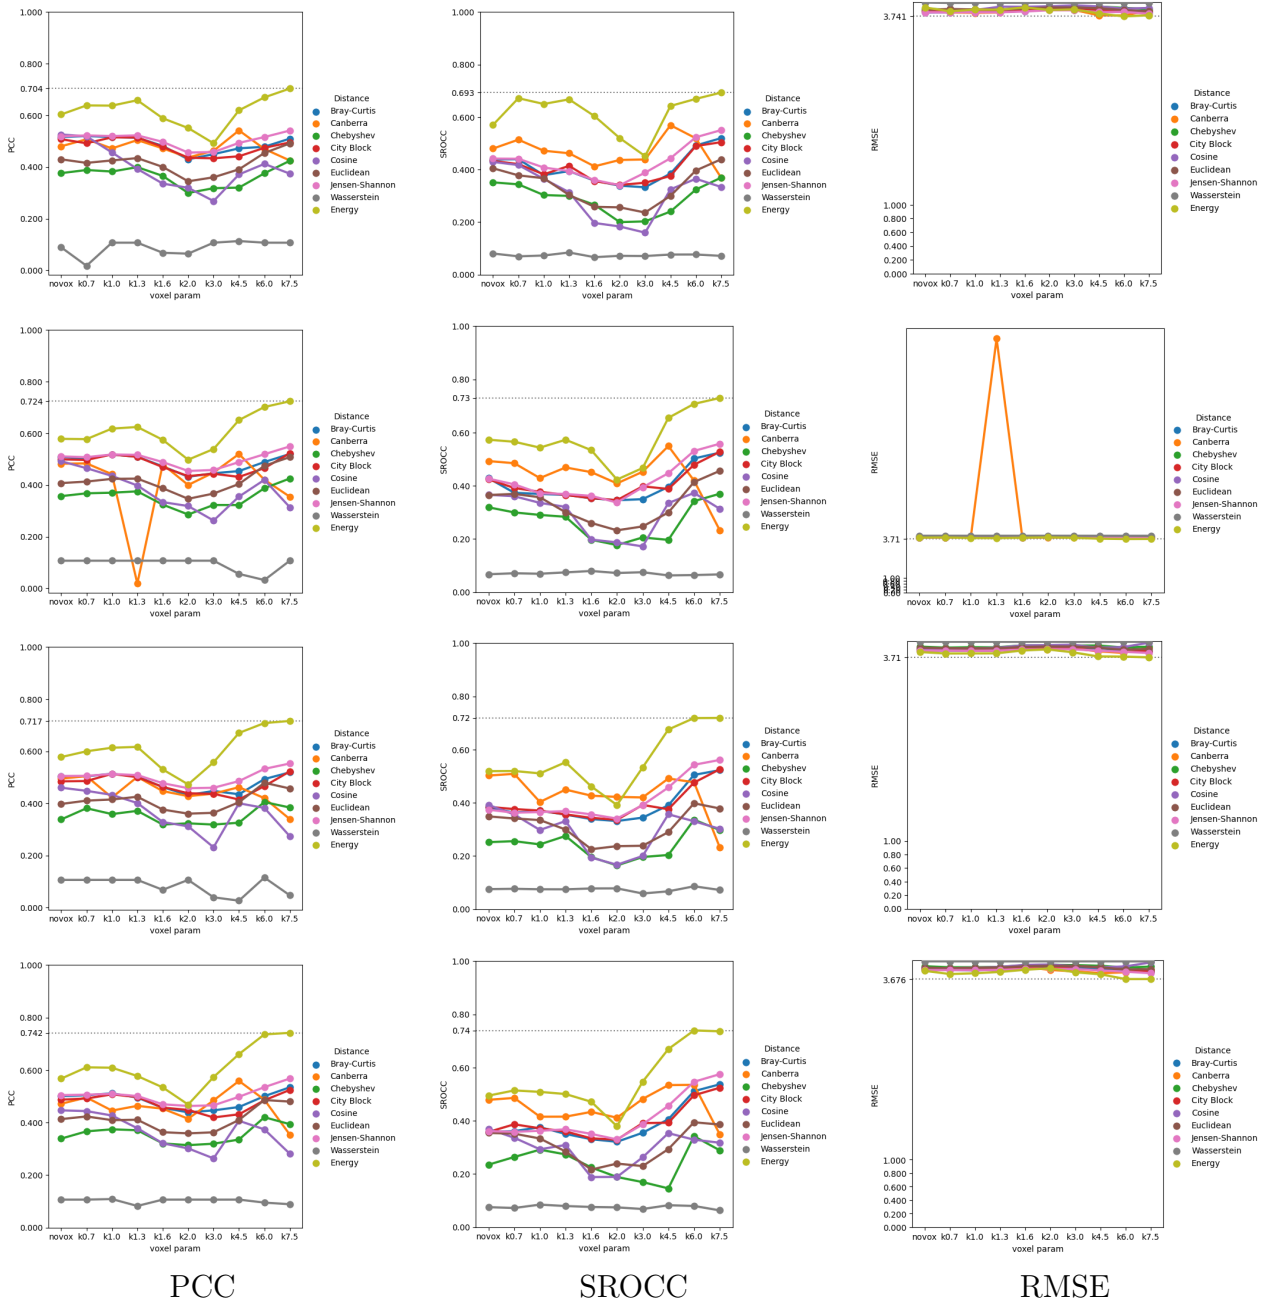 1.000
0.800
0.704
0.600
0.400
0.200
0.000
PCC
novox k0.7 k1.0 k1.3 k1.6 k2.0 k3.0 k4.5 k6.0 k7.5
voxel param
Distance
Bray-Curtis
Canberra
Chebyshev
City Block
Cosine
Euclidean
Jensen-Shannon
Wasserstein
Energy
1.000
0.800
0.693
0.600
0.400
0.200
0.000
SROCC
novox k0.7 k1.0 k1.3 k1.6 k2.0 k3.0 k4.5 k6.0 k7.5
voxel param
Distance
Bray-Curtis
Canberra
Chebyshev
City Block
Cosine
Euclidean
Jensen-Shannon
Wasserstein
Energy
3.741
1.000
0.800
0.600
0.400
0.200
0.000
RMSE
novox k0.7 k1.0 k1.3 k1.6 k2.0 k3.0 k4.5 k6.0 k7.5
voxel param
Distance
Bray-Curtis
Canberra
Chebyshev
City Block
Cosine
Euclidean
Jensen-Shannon
Wasserstein
Energy
1.000
0.800
0.724
0.600
0.400
0.200
0.000
PCC
novox k0.7 k1.0 k1.3 k1.6 k2.0 k3.0 k4.5 k6.0 k7.5
voxel param
Distance
Bray-Curtis
Canberra
Chebyshev
City Block
Cosine
Euclidean
Jensen-Shannon
Wasserstein
Energy
1.00
0.80
0.73
0.60
0.40
0.20
0.00
SROCC
novox k0.7 k1.0 k1.3 k1.6 k2.0 k3.0 k4.5 k6.0 k7.5
voxel param
Distance
Bray-Curtis
Canberra
Chebyshev
City Block
Cosine
Euclidean
Jensen-Shannon
Wasserstein
Energy
3.71
1.00
0.00
RMSE
novox k0.7 k1.0 k1.3 k1.6 k2.0 k3.0 k4.5 k6.0 k7.5
voxel param
Distance
Bray-Curtis
Canberra
Chebyshev
City Block
Cosine
Euclidean
Jensen-Shannon
Wasserstein
Energy
1.000
0.800
0.717
0.600
0.400
0.200
0.000
PCC
novox k0.7 k1.0 k1.3 k1.6 k2.0 k3.0 k4.5 k6.0 k7.5
voxel param
Distance
Bray-Curtis
Canberra
Chebyshev
City Block
Cosine
Euclidean
Jensen-Shannon
Wasserstein
Energy
1.00
0.80
0.72
0.60
0.40
0.20
0.00
SROCC
novox k0.7 k1.0 k1.3 k1.6 k2.0 k3.0 k4.5 k6.0 k7.5
voxel param
Distance
Bray-Curtis
Canberra
Chebyshev
City Block
Cosine
Euclidean
Jensen-Shannon
Wasserstein
Energy
3.71
1.00
0.80
0.60
0.40
0.20
0.00
RMSE
novox k0.7 k1.0 k1.3 k1.6 k2.0 k3.0 k4.5 k6.0 k7.5
voxel param
Distance
Bray-Curtis
Canberra
Chebyshev
City Block
Cosine
Euclidean
Jensen-Shannon
Wasserstein
Energy
1.000
0.800
0.742
0.600
0.400
0.200
0.000
PCC
novox k0.7 k1.0 k1.3 k1.6 k2.0 k3.0 k4.5 k6.0 k7.5
voxel param
Distance
Bray-Curtis
Canberra
Chebyshev
City Block
Cosine
Euclidean
Jensen-Shannon
Wasserstein
Energy
1.00
0.80
0.74
0.60
0.40
0.20
0.00
SROCC
novox k0.7 k1.0 k1.3 k1.6 k2.0 k3.0 k4.5 k6.0 k7.5
voxel param
Distance
Bray-Curtis
Canberra
Chebyshev
City Block
Cosine
Euclidean
Jensen-Shannon
Wasserstein
Energy
3.676
1.000
0.800
0.600
0.400
0.200
0.000
RMSE
novox k0.7 k1.0 k1.3 k1.6 k2.0 k3.0 k4.5 k6.0 k7.5
voxel param
Distance
Bray-Curtis
Canberra
Chebyshev
City Block
Cosine
Euclidean
Jensen-Shannon
Wasserstein
Energy
PCC
SROCC
RMSE